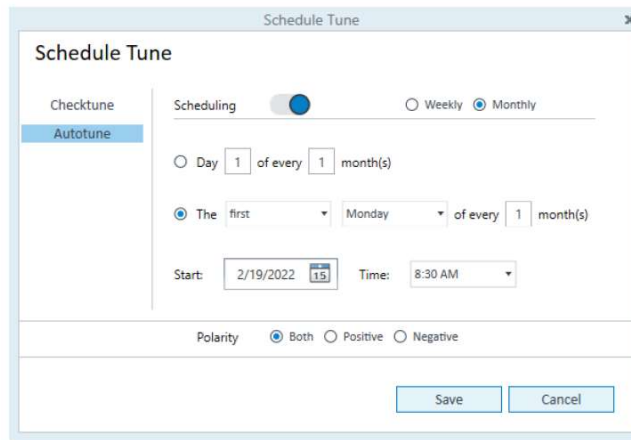 Schedule Tune
Schedule Tune
Checktune
Autotune
Scheduling
Weekly Monthly
Day 1 of every 1 month(s)
The first Monday of every 1 month(s)
Start: 2/19/2022 15 Time: 8:30 AM
Polarity Both Positive Negative
Save Cancel